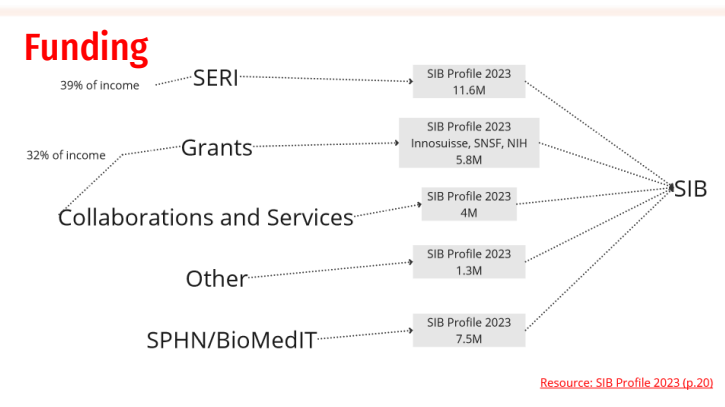 Funding
39% of income
SERI
SIB Profile 2023
11.6M
32% of income
Grants
SIB Profile 2023
Innosuisse, SNSF, NIH
5.8M
Collaborations and Services
SIB Profile 2023
4M
SIB
Other
SIB Profile 2023
1.3M
SPHN/BioMedIT
SIB Profile 2023
7.5M
Resource: SIB Profile 2023 (p.20)